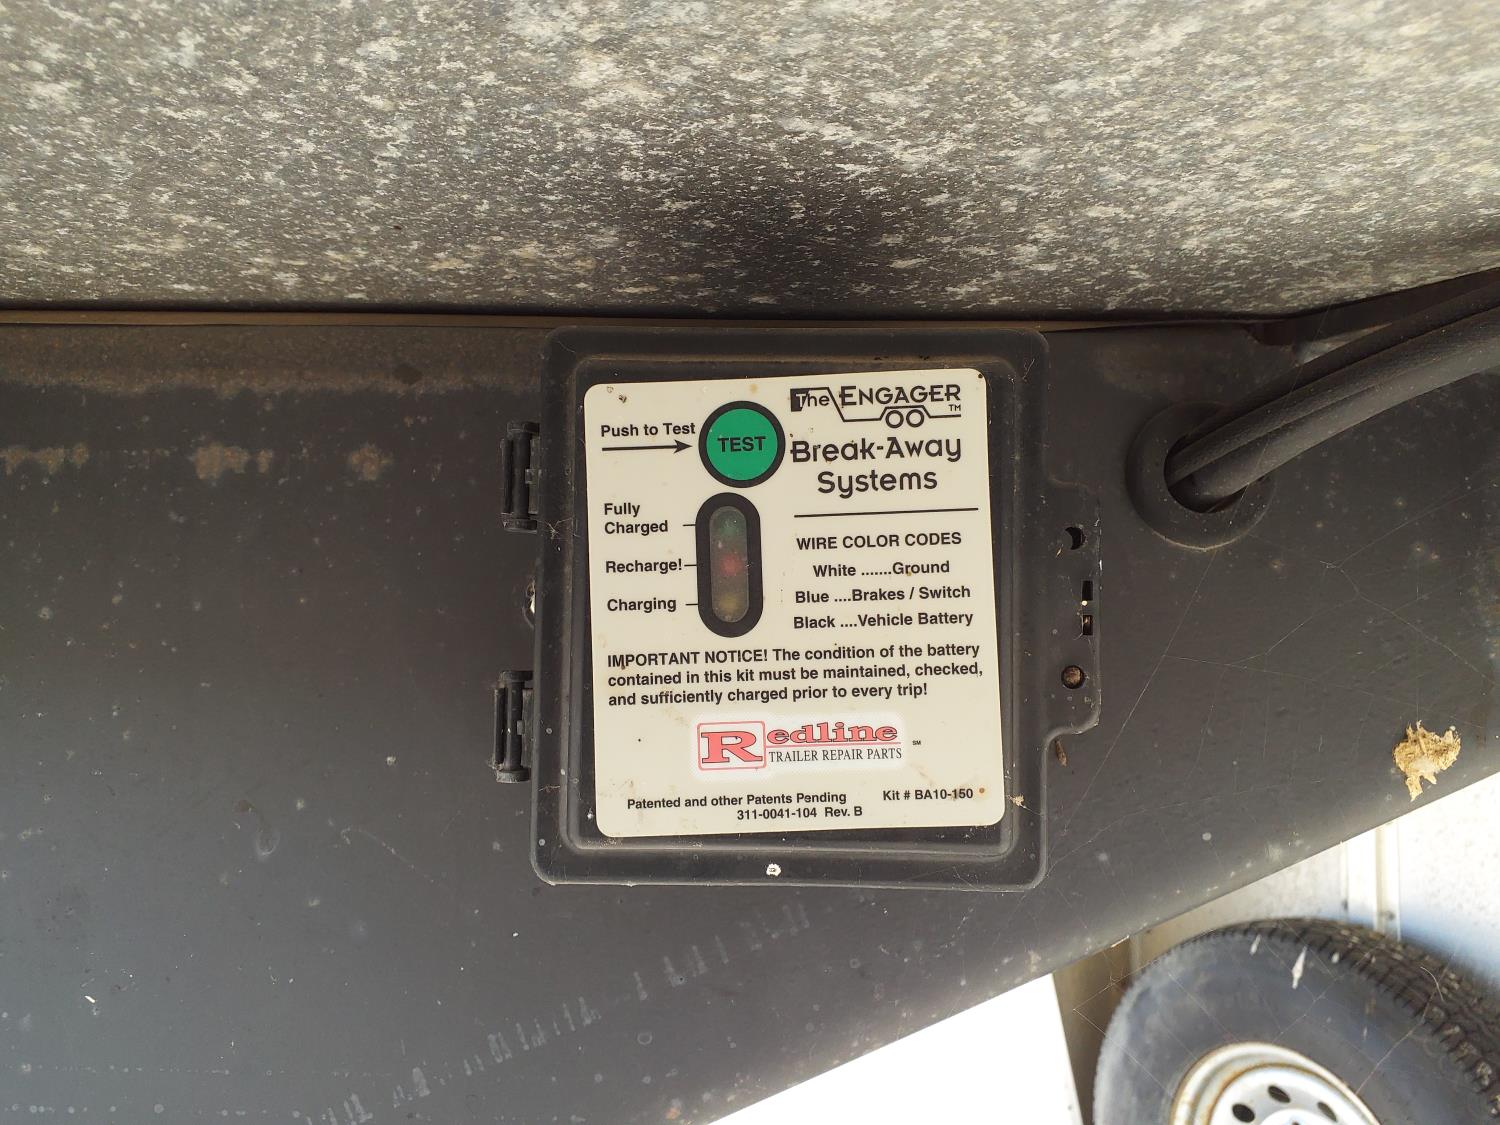 Push to Test
TEST
The ENGAGER TM
Break-Away
Systems
Fully
Charged
Recharge!
Charging
WIRE COLOR CODES
White .......Ground
Blue ....Brakes / Switch
Black ....Vehicle Battery
IMPORTANT NOTICE! The condition of the battery
contained in this kit must be maintained, checked,
and sufficiently charged prior to every trip!
Redline SM
TRAILER REPAIR PARTS
Patented and other Patents Pending
Kit # BA10-150
311-0041-104 Rev. B